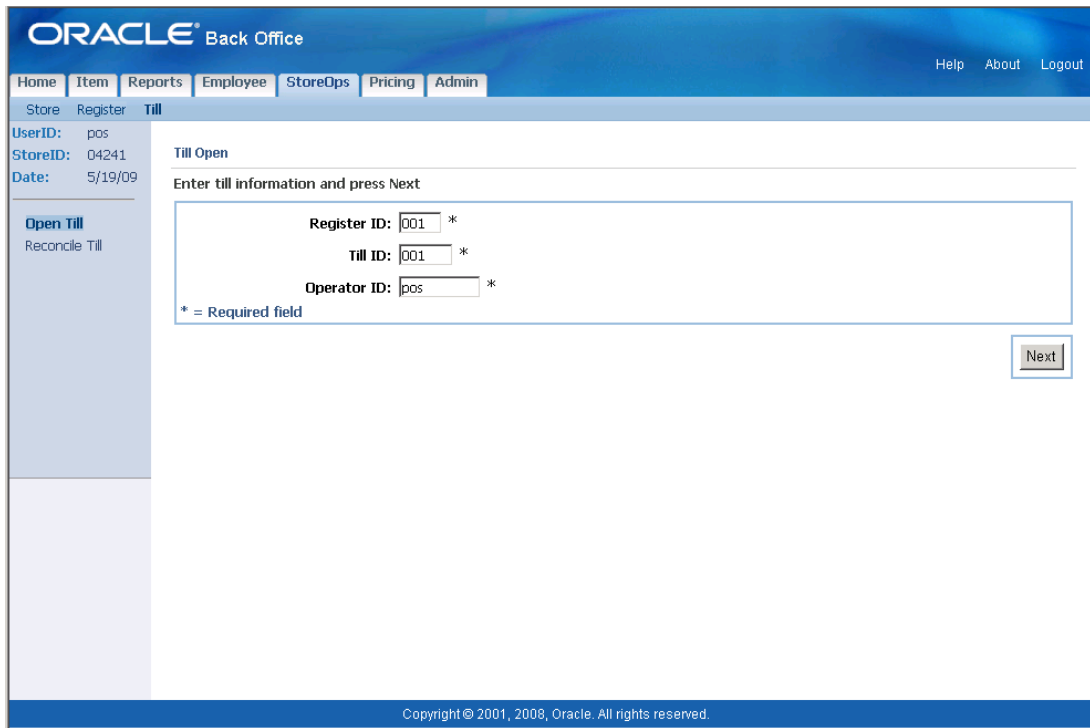 ORACLE® Back Office
Help About Logout
Home Item Reports Employee StoreOps Pricing Admin
Store Register Till
UserID: pos
StoreID: 04241
Date: 5/19/09
Open Till
Reconcile Till
Till Open
Enter till information and press Next
Register ID: 001 *
Till ID: 001 *
Operator ID: pos *
* = Required field
Next
Copyright © 2001, 2008, Oracle. All rights reserved.